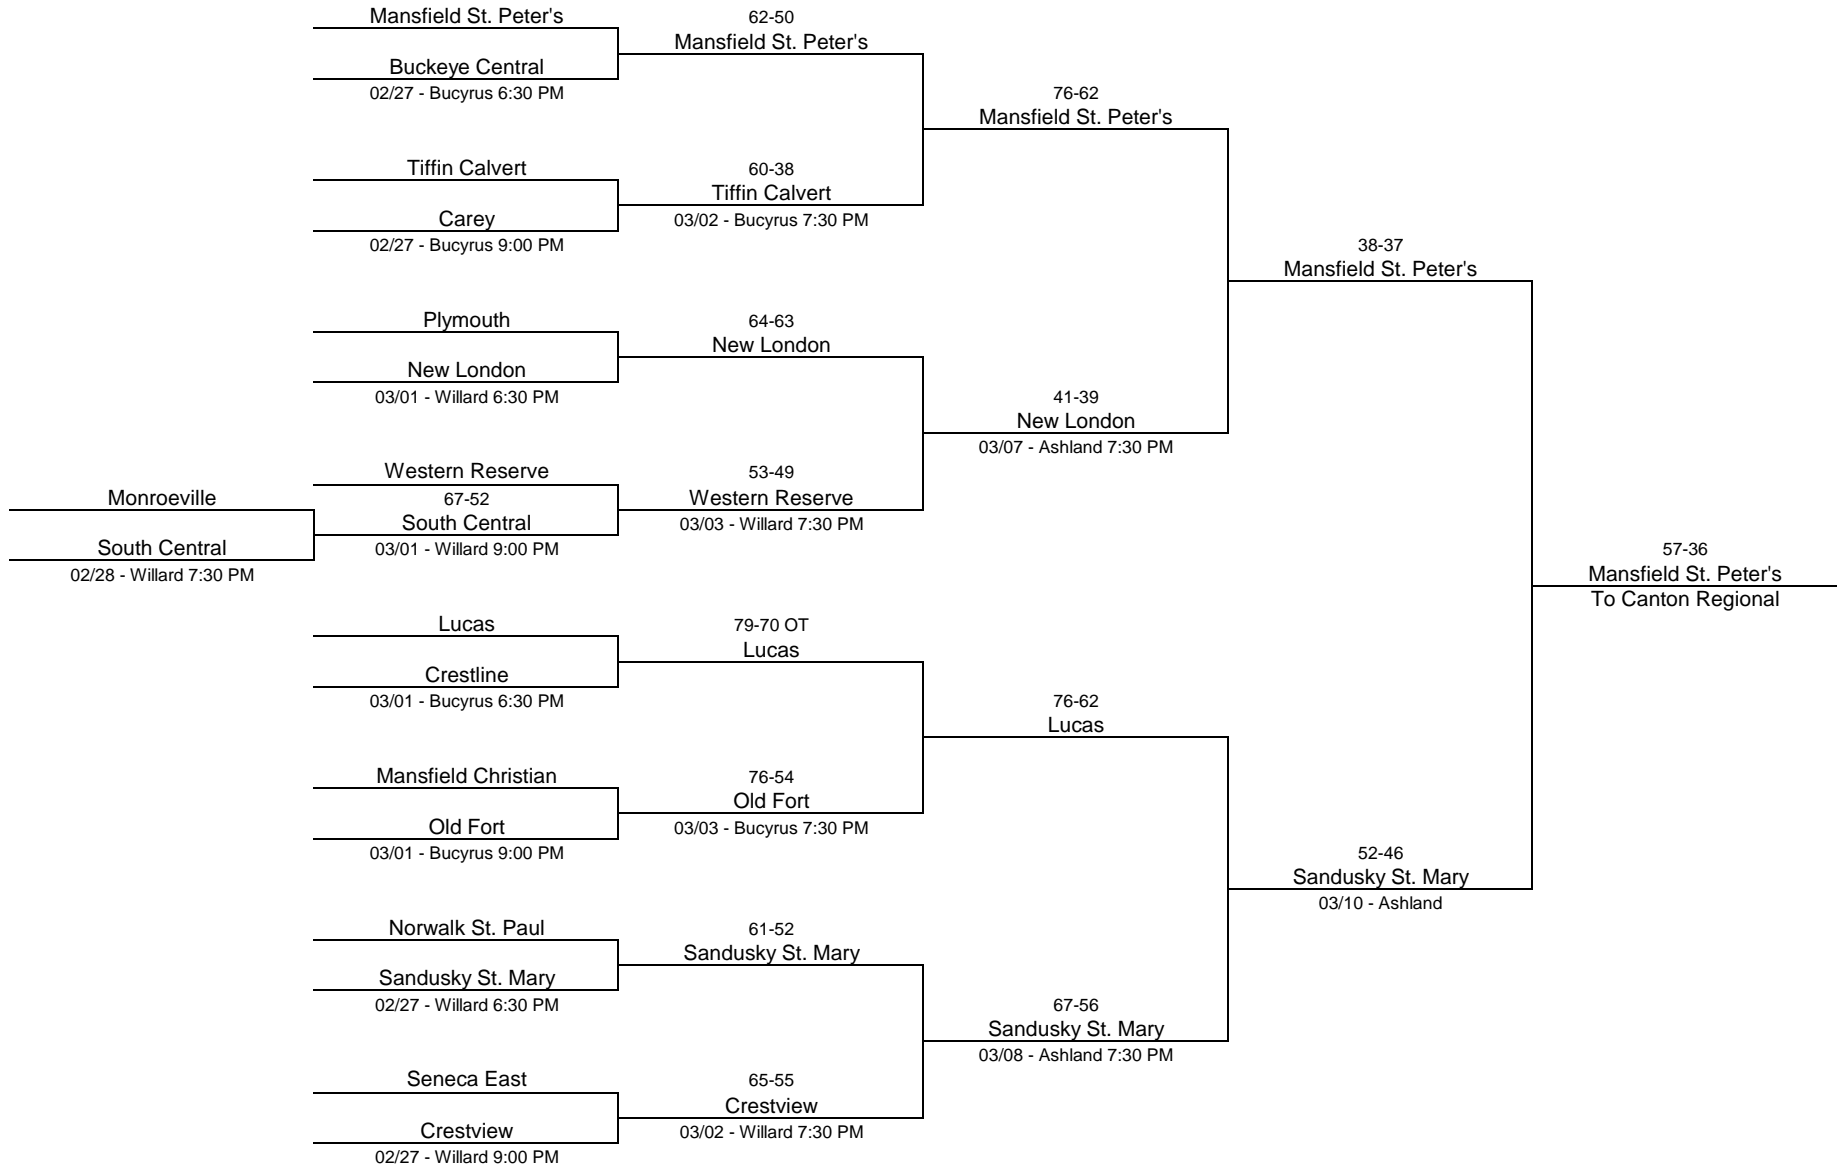 Mansfield St. Peter's
Buckeye Central
02/27 - Bucyrus 6:30 PM
62-50
Mansfield St. Peter's
Tiffin Calvert
Carey
02/27 - Bucyrus 9:00 PM
60-38
Tiffin Calvert
03/02 - Bucyrus 7:30 PM
76-62
Mansfield St. Peter's
Plymouth
New London
03/01 - Willard 6:30 PM
64-63
New London
Monroeville
South Central
02/28 - Willard 7:30 PM
Western Reserve
67-52
South Central
03/01 - Willard 9:00 PM
53-49
Western Reserve
03/03 - Willard 7:30 PM
41-39
New London
03/07 - Ashland 7:30 PM
38-37
Mansfield St. Peter's
Lucas
Crestline
03/01 - Bucyrus 6:30 PM
79-70 OT
Lucas
Mansfield Christian
Old Fort
03/01 - Bucyrus 9:00 PM
76-54
Old Fort
03/03 - Bucyrus 7:30 PM
76-62
Lucas
Norwalk St. Paul
Sandusky St. Mary
02/27 - Willard 6:30 PM
61-52
Sandusky St. Mary
Seneca East
Crestview
02/27 - Willard 9:00 PM
65-55
Crestview
03/02 - Willard 7:30 PM
67-56
Sandusky St. Mary
03/08 - Ashland 7:30 PM
52-46
Sandusky St. Mary
03/10 - Ashland
57-36
Mansfield St. Peter's
To Canton Regional